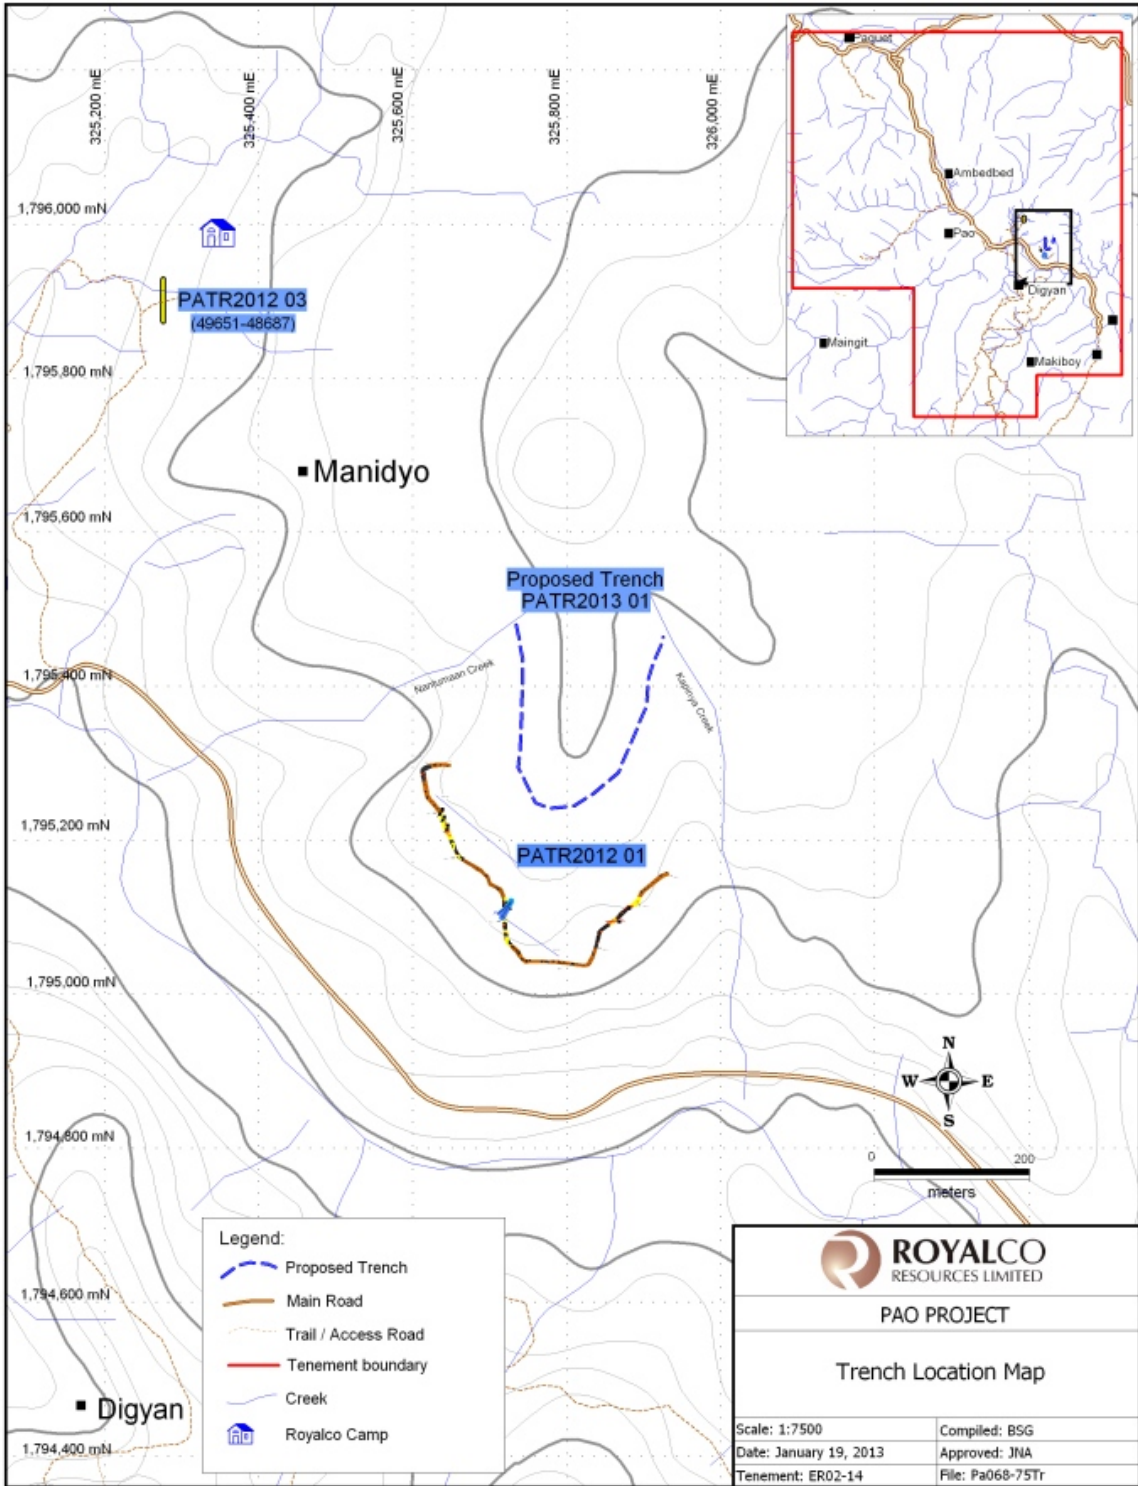 325,200 mE
325,400 mE
325,600 mE
325,800 mE
326,000 mE
Paquet
Ambedbed
Pao
Digyan
Maingit
Makiboy
1,796,000 mN
PATR2012 03
(49651-48687)
1,795,800 mN
Manidyo
1,795,600 mN
Proposed Trench
PATR2013 01
1,795,400 mN
Nantumaan Creek
Kapinya Creek
1,795,200 mN
PATR2012 01
1,795,000 mN
N
W E
S
1,794,800 mN
0 200
meters
Legend:
Proposed Trench
Main Road
Trail / Access Road
Tenement boundary
Creek
Royalco Camp
1,794,600 mN
Digyan
1,794,400 mN
ROYALCO
RESOURCES LIMITED
PAO PROJECT
Trench Location Map
Scale: 1:7500
Compiled: BSG
Date: January 19, 2013
Approved: JNA
Tenement: ER02-14
File: Pa068-75Tr